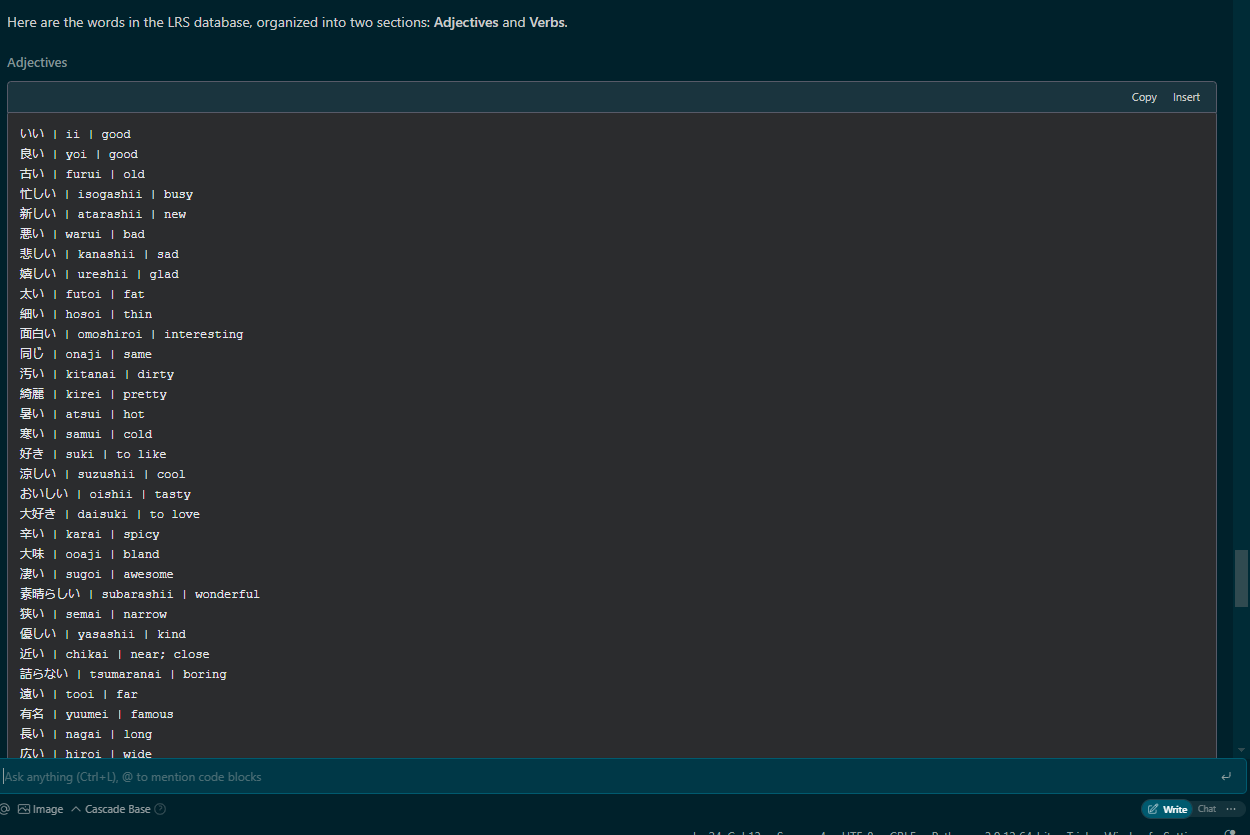 Here are the words in the LRS database, organized into two sections: Adjectives and Verbs.
Adjectives
Copy Insert
いい | ii | good
良い | yoi | good
古い | furui | old
忙しい | isogashii | busy
新しい | atarashii | new
悪い | warui | bad
悲しい | kanashii | sad
嬉しい | ureshii | glad
太い | futoi | fat
細い | hosoi | thin
面白い | omoshiroi | interesting
同じ | onaji | same
汚い | kitanai | dirty
綺麗 | kirei | pretty
暑い | atsui | hot
寒い | samui | cold
好き | suki | to like
涼しい | suzushii | cool
おいしい | oishii | tasty
大好き | daisuki | to love
辛い | karai | spicy
大味 | ooaji | bland
凄い | sugoi | awesome
素晴らしい | subarashii | wonderful
狭い | semai | narrow
優しい | yasashii | kind
近い | chikai | near; close
詰らない | tsumaranai | boring
遠い | tooi | far
有名 | yuumei | famous
長い | nagai | long
広い | hiroi | wide
Ask anything (Ctrl+L), @ to mention code blocks
@ Image Cascade Base Write Chat ...